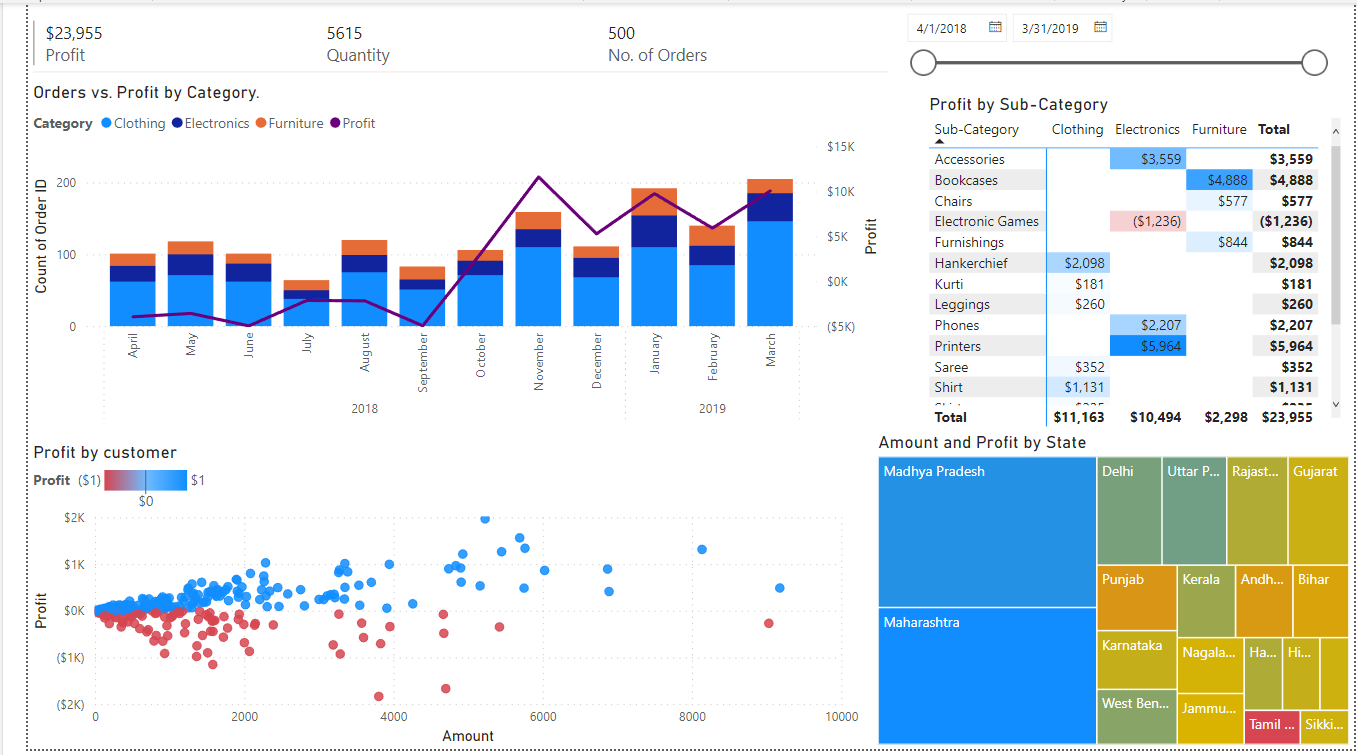 $23,955 5615 500
Profit Quantity No. of Orders
4/1/2018 3/31/2019
Orders vs. Profit by Category.
Category Clothing Electronics Furniture Profit
Count of Order ID
200
100
0
$15K
$10K
$5K
$0K
($5K)
Profit
April May June July August September October November December January February March
2018 2019
Profit by Sub-Category
Sub-Category Clothing Electronics Furniture Total
Accessories $3,559 $3,559
Bookcases $4,888 $4,888
Chairs $577 $577
Electronic Games ($1,236) ($1,236)
Furnishings $844 $844
Hankerchief $2,098 $2,098
Kurti $181 $181
Leggings $260 $260
Phones $2,207 $2,207
Printers $5,964 $5,964
Saree $352 $352
Shirt $1,131 $1,131
Total $11,163 $10,494 $2,298 $23,955
Profit by customer
Profit ($1) $1
$0
Profit
$2K
$1K
$0K
($1K)
($2K)
0 2000 4000 6000 8000 10000
Amount
Amount and Profit by State
Madhya Pradesh
Maharashtra
Delhi
Uttar P...
Rajast...
Gujarat
Punjab
Kerala
Andh...
Bihar
Karnataka
Nagala...
Ha...
Hi...
West Ben...
Jammu...
Tamil ...
Sikki...